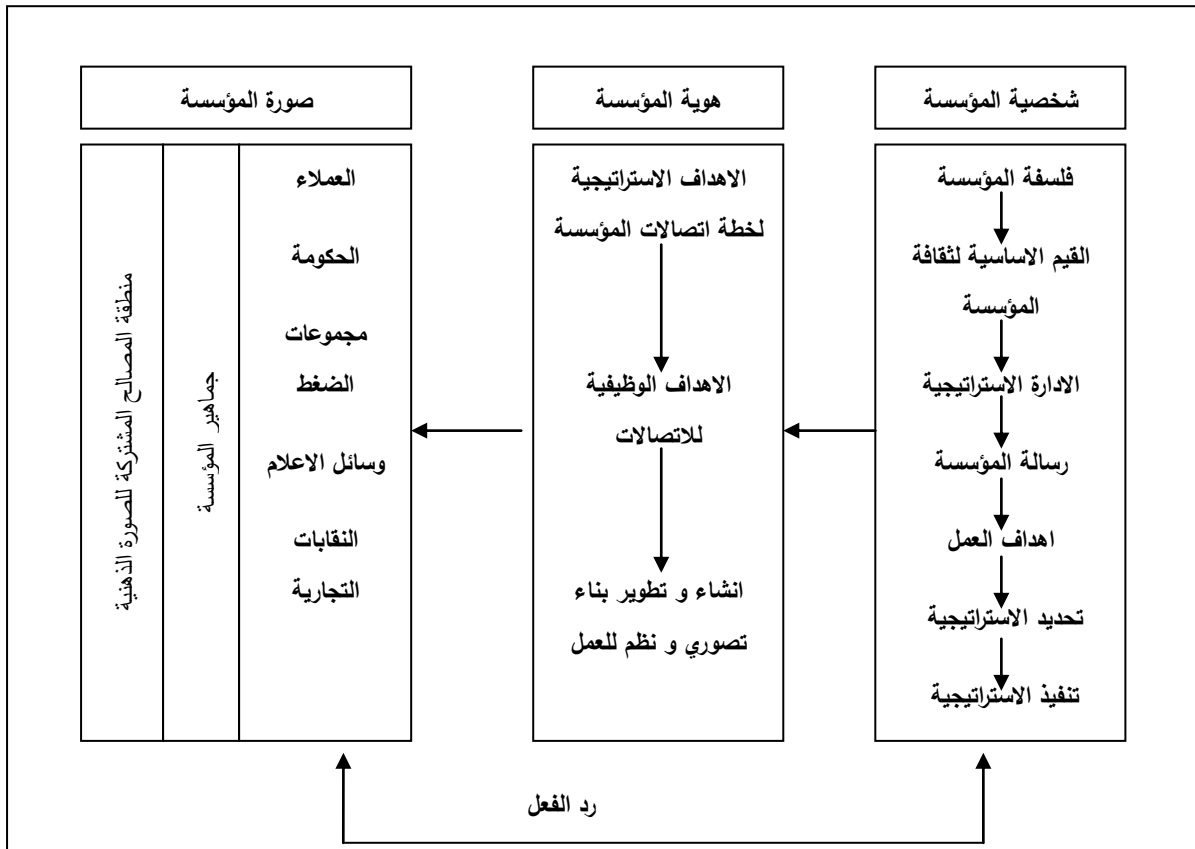 شخصية المؤسسة
فلسفة المؤسسة
القيم الاساسية لثقافة
المؤسسة
الادارة الاستراتيجية
رسالة المؤسسة
اهداف العمل
تحديد الاستراتيجية
تنفيذ الاستراتيجية
هوية المؤسسة
الاهداف الاستراتيجية
لخطة اتصالات المؤسسة
الاهداف الوظيفية
للاتصالات
انشاء و تطوير بناء
تصوري و نظم للعمل
صورة المؤسسة
العملاء
الحكومة
مجموعات
الضغط
وسائل الاعلام
النقابات
التجارية
جماهير المؤسسة
منطقة المصالح المشتركة للصورة الذهنية
رد الفعل